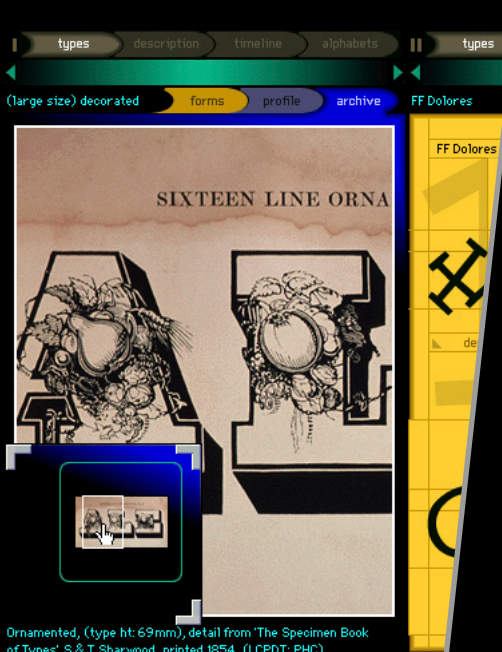 types description timeline alphabets types
(large size) decorated forms profile archive FF Dolores
FF Dolores
SIXTEEN LINE ORNA
A L
de
Ornamented, (type ht: 69mm), detail from 'The Specimen Book
of Types' S & T Sharwood, printed 1854. (LCPDT: PHC)